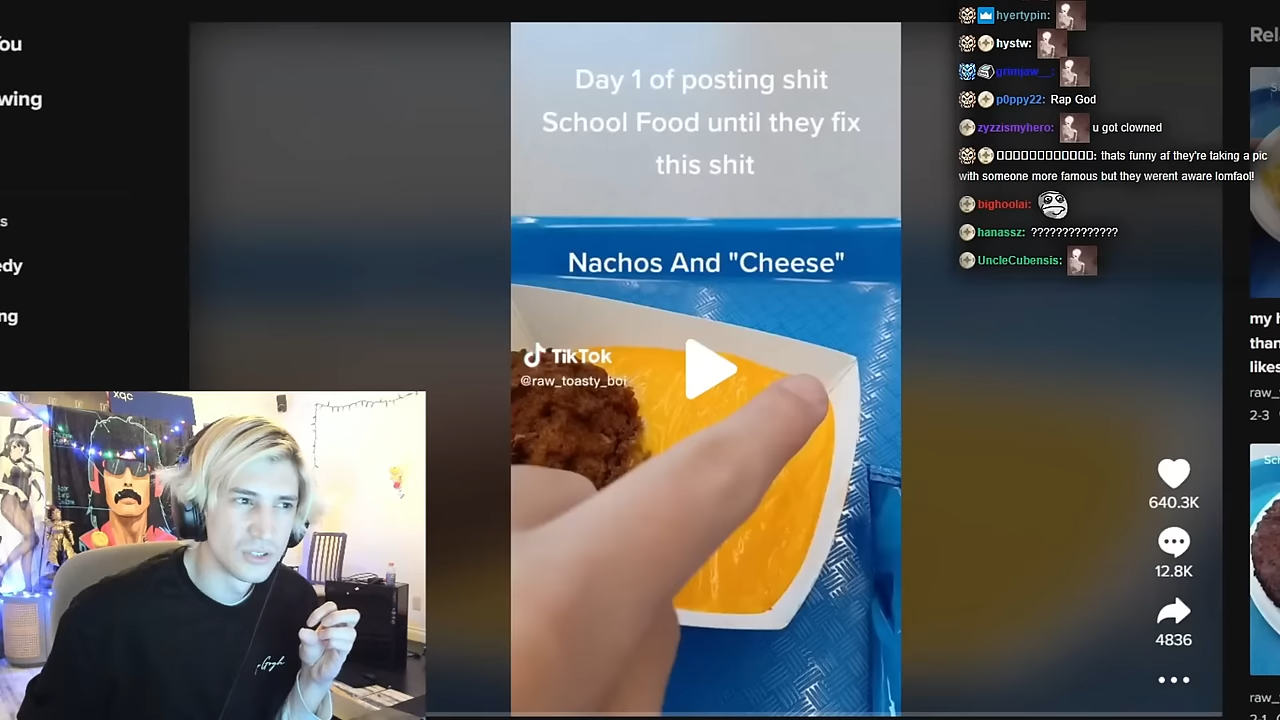 You
wing
s
edy
ng
Day 1 of posting shit
School Food until they fix
this shit
Nachos And "Cheese"
TikTok
@raw_toasty_boi
xqc
hyertypin:
hystw:
grimjaw__:
p0ppy22: Rap God
zyzzismyhero: u got clowned
: thats funny af they're taking a pic
with someone more famous but they werent aware lomfaol!
bighoolai:
hanassz: ??????????????
UncleCubensis:
640.3K
12.8K
4836
Rel
my h
than
likes
raw_
2-3
Sc
raw_